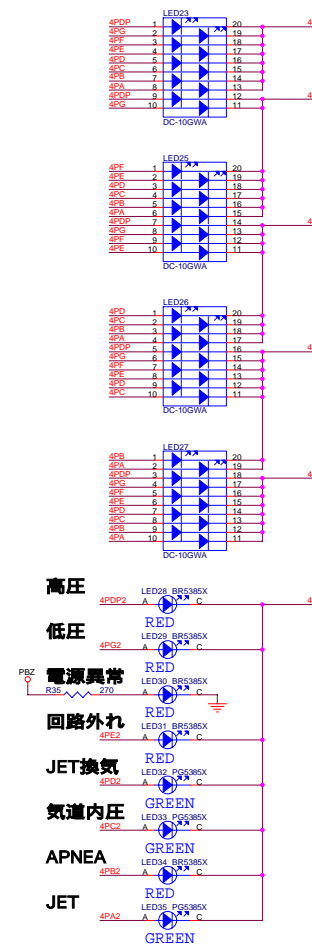 LED23
4PDP 1 20 4
4PG 2 19
4PF 3 18
4PE 4 17
4PD 5 16
4PC 6 15
4PB 7 14
4PA 8 13
4PDP 9 12 4
4PG 10 11
DC-10GWA
LED25
4PF 1 20
4PE 2 19
4PD 3 18
4PC 4 17
4PB 5 16
4PA 6 15
4PDP 7 14 4
4PG 8 13
4PF 9 12
4PE 10 11
DC-10GWA
LED26
4PD 1 20
4PC 2 19
4PB 3 18
4PA 4 17
4PDP 5 16 4
4PG 6 15
4PF 7 14
4PE 8 13
4PD 9 12
4PC 10 11
DC-10GWA
LED27
4PB 1 20
4PA 2 19
4PDP 3 18 4
4PG 4 17
4PF 5 16
4PE 6 15
4PD 7 14
4PC 8 13
4PB 9 12
4PA 10 11
DC-10GWA
高圧
LED28 BR5385X
4PDP2 A C 4
RED
低圧
LED29 BR5385X
4PG2 A C
RED
電源異常
PBZ
R35 270
LED30 BR5385X
A C
RED
回路外れ
LED31 BR5385X
4PE2 A C
RED
JET換気
LED32 PG5385X
4PD2 A C
GREEN
気道内圧
LED33 PG5385X
4PC2 A C
GREEN
APNEA
LED34 BR5385X
4PB2 A C
RED
JET
LED35 PG5385X
4PA2 A C
GREEN